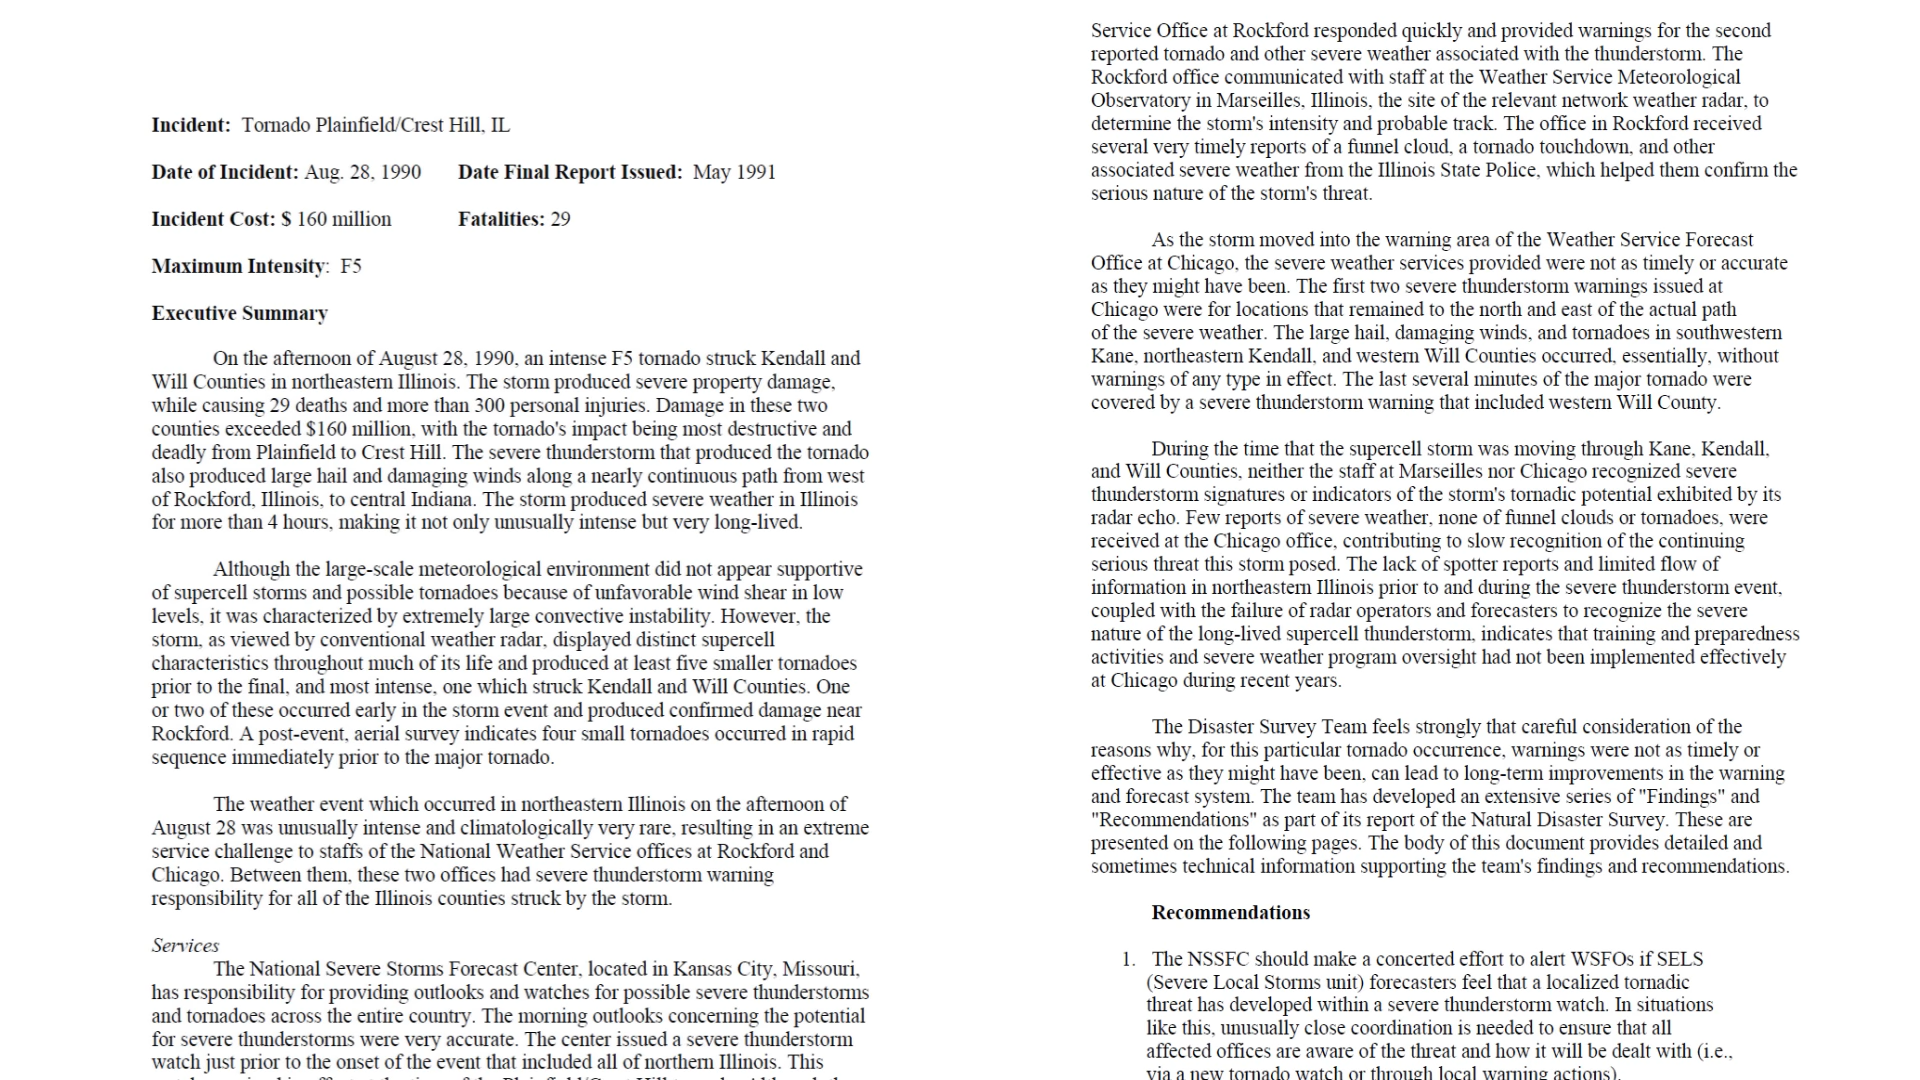 Incident: Tornado Plainfield/Crest Hill, IL
Date of Incident: Aug. 28, 1990 Date Final Report Issued: May 1991
Incident Cost: $ 160 million Fatalities: 29
Maximum Intensity: F5
Executive Summary
On the afternoon of August 28, 1990, an intense F5 tornado struck Kendall and
Will Counties in northeastern Illinois. The storm produced severe property damage,
while causing 29 deaths and more than 300 personal injuries. Damage in these two
counties exceeded $160 million, with the tornado's impact being most destructive and
deadly from Plainfield to Crest Hill. The severe thunderstorm that produced the tornado
also produced large hail and damaging winds along a nearly continuous path from west
of Rockford, Illinois, to central Indiana. The storm produced severe weather in Illinois
for more than 4 hours, making it not only unusually intense but very long-lived.
Although the large-scale meteorological environment did not appear supportive
of supercell storms and possible tornadoes because of unfavorable wind shear in low
levels, it was characterized by extremely large convective instability. However, the
storm, as viewed by conventional weather radar, displayed distinct supercell
characteristics throughout much of its life and produced at least five smaller tornadoes
prior to the final, and most intense, one which struck Kendall and Will Counties. One
or two of these occurred early in the storm event and produced confirmed damage near
Rockford. A post-event, aerial survey indicates four small tornadoes occurred in rapid
sequence immediately prior to the major tornado.
The weather event which occurred in northeastern Illinois on the afternoon of
August 28 was unusually intense and climatologically very rare, resulting in an extreme
service challenge to staffs of the National Weather Service offices at Rockford and
Chicago. Between them, these two offices had severe thunderstorm warning
responsibility for all of the Illinois counties struck by the storm.
Services
The National Severe Storms Forecast Center, located in Kansas City, Missouri,
has responsibility for providing outlooks and watches for possible severe thunderstorms
and tornadoes across the entire country. The morning outlooks concerning the potential
for severe thunderstorms were very accurate. The center issued a severe thunderstorm
watch just prior to the onset of the event that included all of northern Illinois. This
Service Office at Rockford responded quickly and provided warnings for the second
reported tornado and other severe weather associated with the thunderstorm. The
Rockford office communicated with staff at the Weather Service Meteorological
Observatory in Marseilles, Illinois, the site of the relevant network weather radar, to
determine the storm's intensity and probable track. The office in Rockford received
several very timely reports of a funnel cloud, a tornado touchdown, and other
associated severe weather from the Illinois State Police, which helped them confirm the
serious nature of the storm's threat.
As the storm moved into the warning area of the Weather Service Forecast
Office at Chicago, the severe weather services provided were not as timely or accurate
as they might have been. The first two severe thunderstorm warnings issued at
Chicago were for locations that remained to the north and east of the actual path
of the severe weather. The large hail, damaging winds, and tornadoes in southwestern
Kane, northeastern Kendall, and western Will Counties occurred, essentially, without
warnings of any type in effect. The last several minutes of the major tornado were
covered by a severe thunderstorm warning that included western Will County.
During the time that the supercell storm was moving through Kane, Kendall,
and Will Counties, neither the staff at Marseilles nor Chicago recognized severe
thunderstorm signatures or indicators of the storm's tornadic potential exhibited by its
radar echo. Few reports of severe weather, none of funnel clouds or tornadoes, were
received at the Chicago office, contributing to slow recognition of the continuing
serious threat this storm posed. The lack of spotter reports and limited flow of
information in northeastern Illinois prior to and during the severe thunderstorm event,
coupled with the failure of radar operators and forecasters to recognize the severe
nature of the long-lived supercell thunderstorm, indicates that training and preparedness
activities and severe weather program oversight had not been implemented effectively
at Chicago during recent years.
The Disaster Survey Team feels strongly that careful consideration of the
reasons why, for this particular tornado occurrence, warnings were not as timely or
effective as they might have been, can lead to long-term improvements in the warning
and forecast system. The team has developed an extensive series of "Findings" and
"Recommendations" as part of its report of the Natural Disaster Survey. These are
presented on the following pages. The body of this document provides detailed and
sometimes technical information supporting the team's findings and recommendations.
Recommendations
1. The NSSFC should make a concerted effort to alert WSFOs if SELS
(Severe Local Storms unit) forecasters feel that a localized tornadic
threat has developed within a severe thunderstorm watch. In situations
like this, unusually close coordination is needed to ensure that all
affected offices are aware of the threat and how it will be dealt with (i.e.,
via a new tornado watch or through local warning actions).